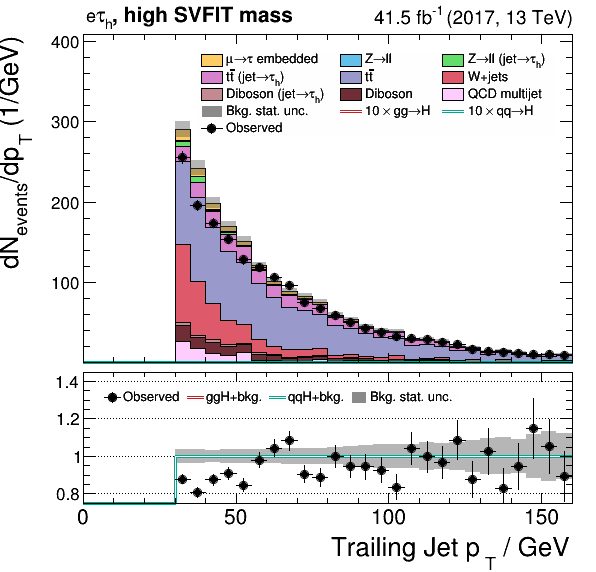 eτh, high SVFIT mass 41.5 fb-1 (2017, 13 TeV)
dNevents/dpT (1/GeV)
400
300
200
100
μ→τ embedded Z→ll Z→ll (jet→τh)
tt̄ (jet→τh) tt̄ W+jets
Diboson (jet→τh) Diboson QCD multijet
Bkg. stat. unc. 10 × gg→H 10 × qq→H
Observed
1.4
1.2
1
0.8
Observed ggH+bkg. qqH+bkg. Bkg. stat. unc.
0 50 100 150
Trailing Jet pT / GeV